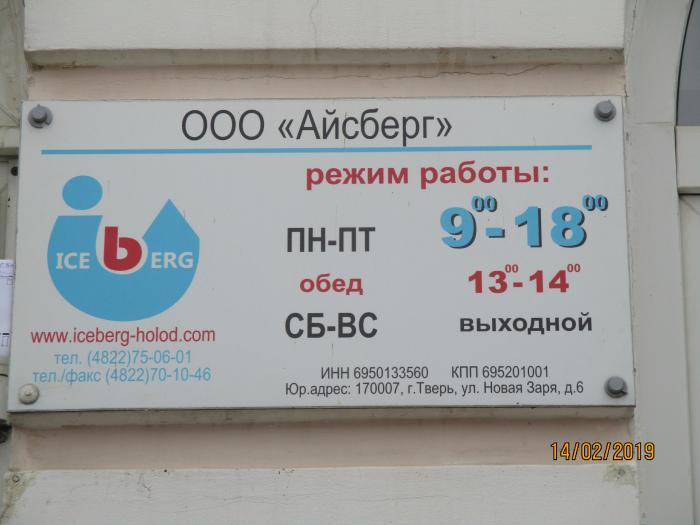 ООО «Айсберг»
режим работы:
ICE b ERG
ПН-ПТ 9⁰⁰-18⁰⁰
обед 13⁰⁰-14⁰⁰
СБ-ВС выходной
www.iceberg-holod.com
тел. (4822)75-06-01
тел./факс (4822)70-10-46
ИНН 6950133560 КПП 695201001
Юр.адрес: 170007, г.Тверь, ул. Новая Заря, д.6
14/02/2019